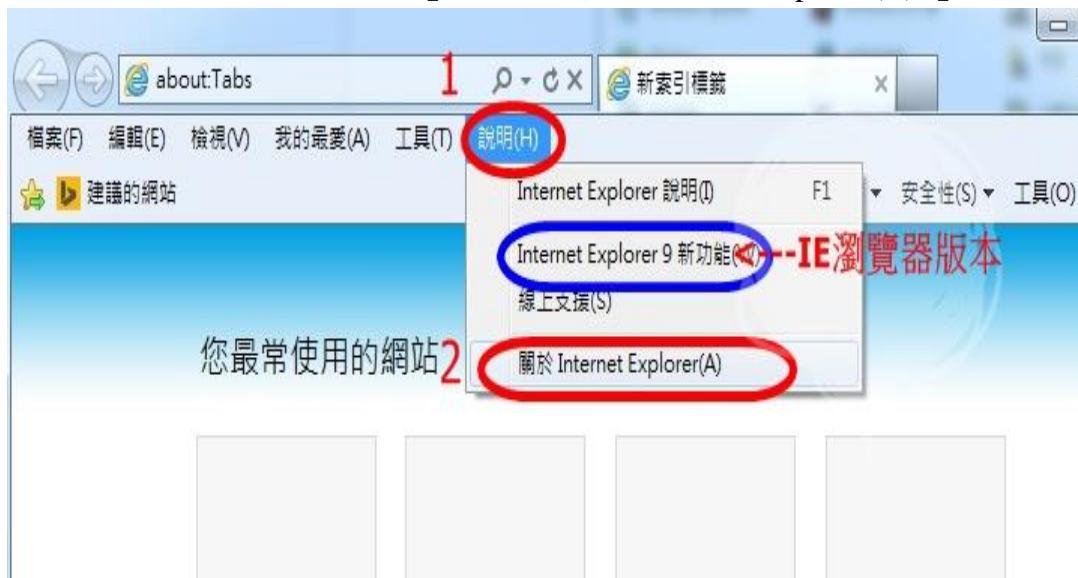 about:Tabs
1
新索引標籤
檔案(F) 編輯(E) 檢視(V) 我的最愛(A) 工具(T) 說明(H)
建議的網站
Internet Explorer 說明(I) F1
安全性(S) 工具(O)
Internet Explorer 9 新功能
<---IE瀏覽器版本
線上支援(S)
您最常使用的網站
2
關於 Internet Explorer(A)